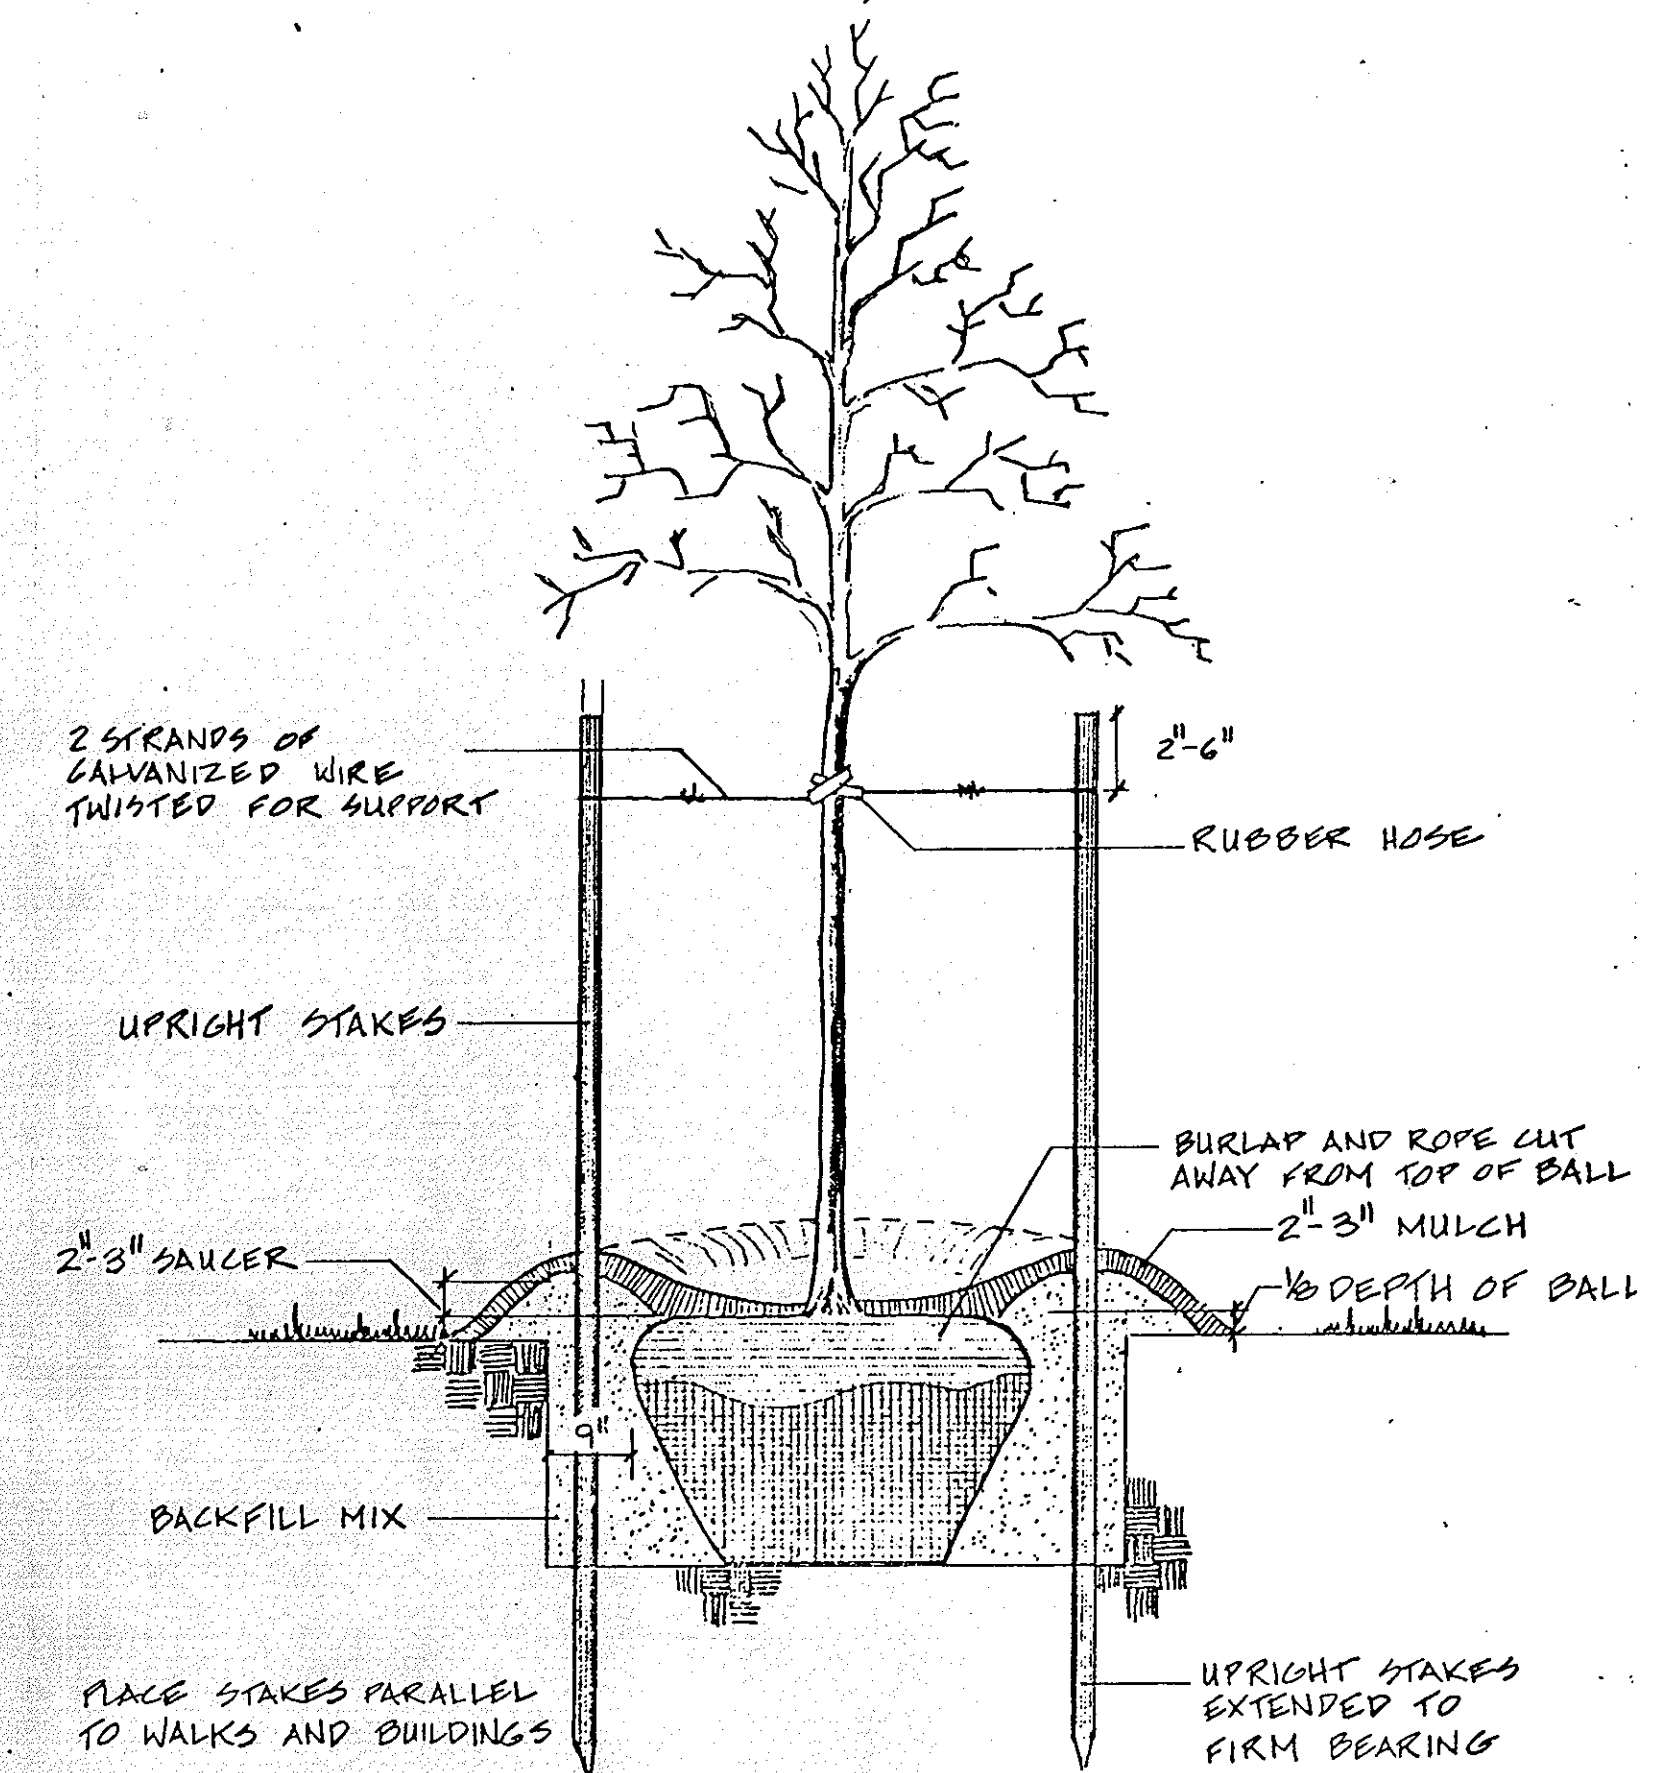 2 STRANDS OF
GALVANIZED WIRE
TWISTED FOR SUPPORT
2"-6"
RUBBER HOSE
UPRIGHT STAKES
BURLAP AND ROPE CUT
AWAY FROM TOP OF BALL
2"-3" MULCH
2"-3" SAUCER
1/8 DEPTH OF BALL
9"
BACKFILL MIX
PLACE STAKES PARALLEL
TO WALKS AND BUILDINGS
UPRIGHT STAKES
EXTENDED TO
FIRM BEARING